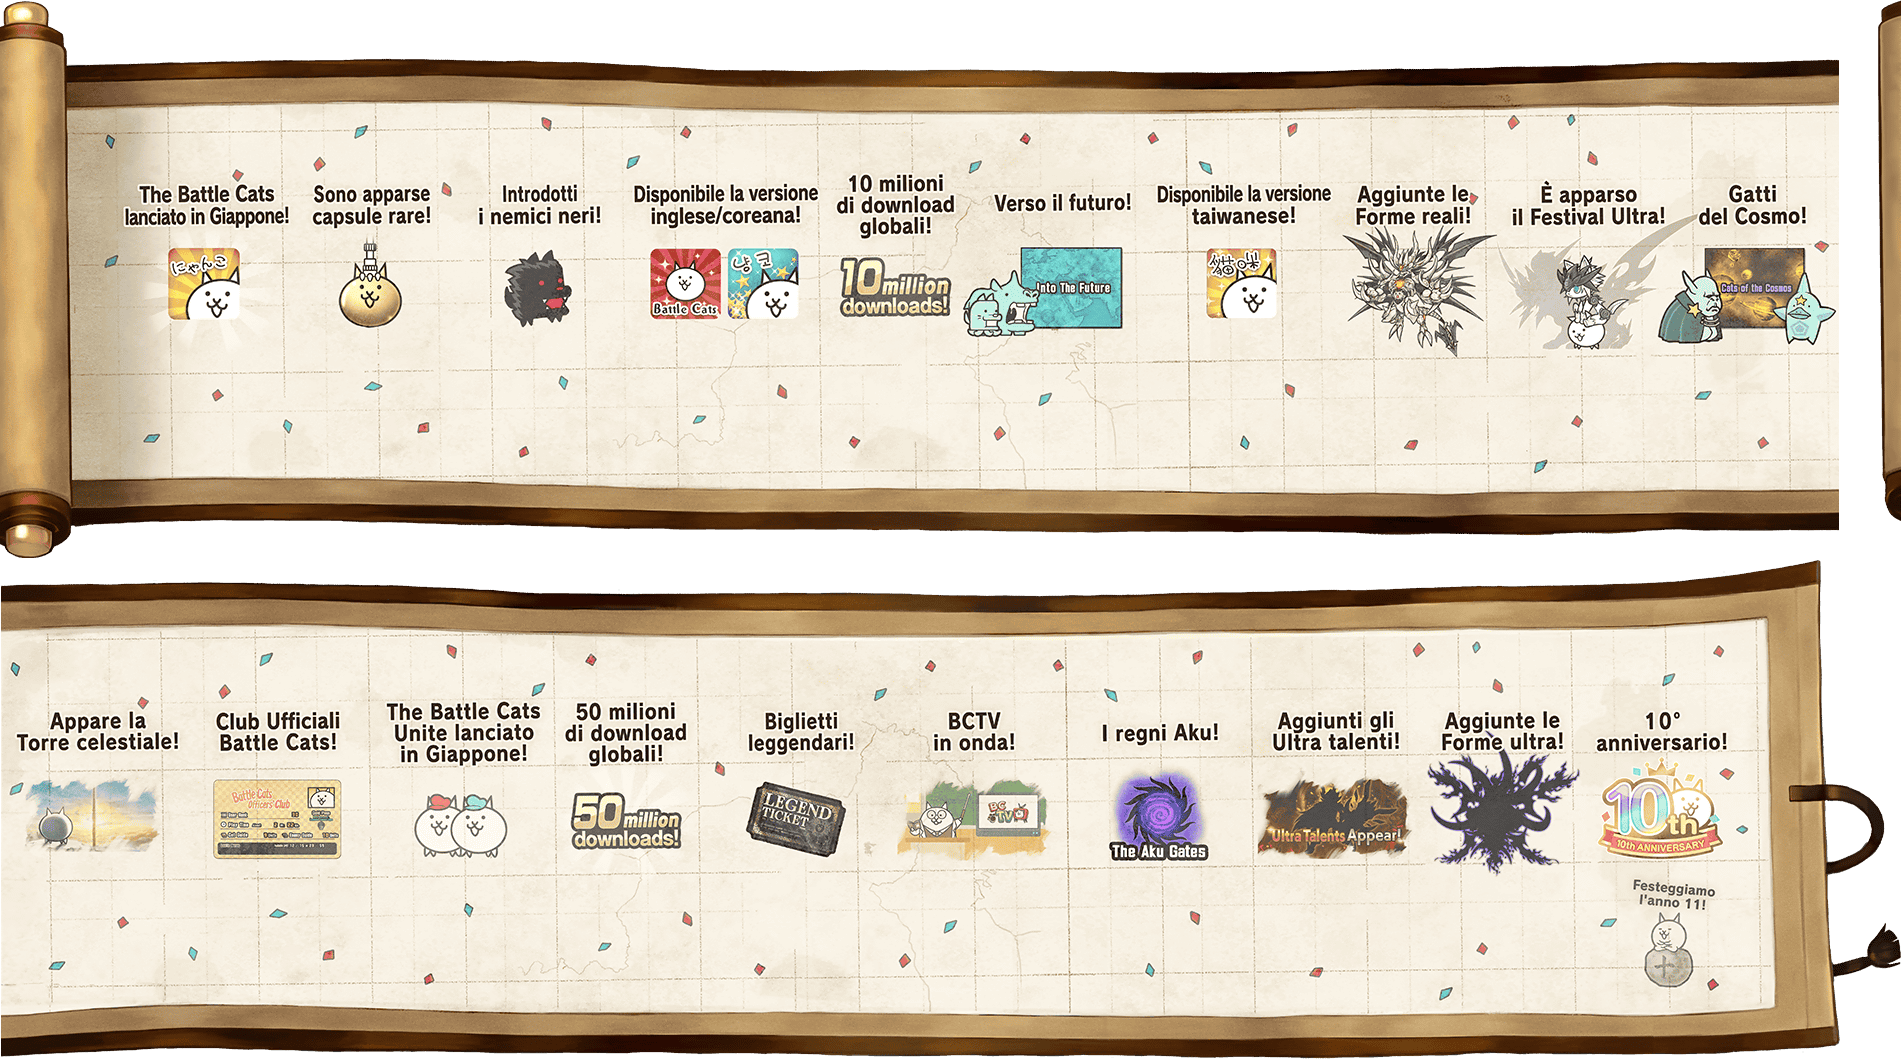 The Battle Cats
lanciato in Giappone!
にゃんこ
Sono apparse
capsule rare!
Introdotti
i nemici neri!
Disponibile la versione
inglese/coreana!
Battle Cats
냥코
10 milioni
di download
globali!
10 million
downloads!
Verso il futuro!
Into The Future
Disponibile la versione
taiwanese!
貓咪
Aggiunte le
Forme reali!
È apparso
il Festival Ultra!
Gatti
del Cosmo!
Cats of the Cosmos
Appare la
Torre celestiale!
Club Ufficiali
Battle Cats!
Battle Cats
Officers' Club
The Battle Cats
Unite lanciato
in Giappone!
50 milioni
di download
globali!
50 million
downloads!
Biglietti
leggendari!
LEGEND
TICKET
BCTV
in onda!
BC
TV
I regni Aku!
The Aku Gates
Aggiunti gli
Ultra talenti!
Ultra Talents Appear!
Aggiunte le
Forme ultra!
10°
anniversario!
10th
10th ANNIVERSARY
Festeggiamo
l'anno 11!